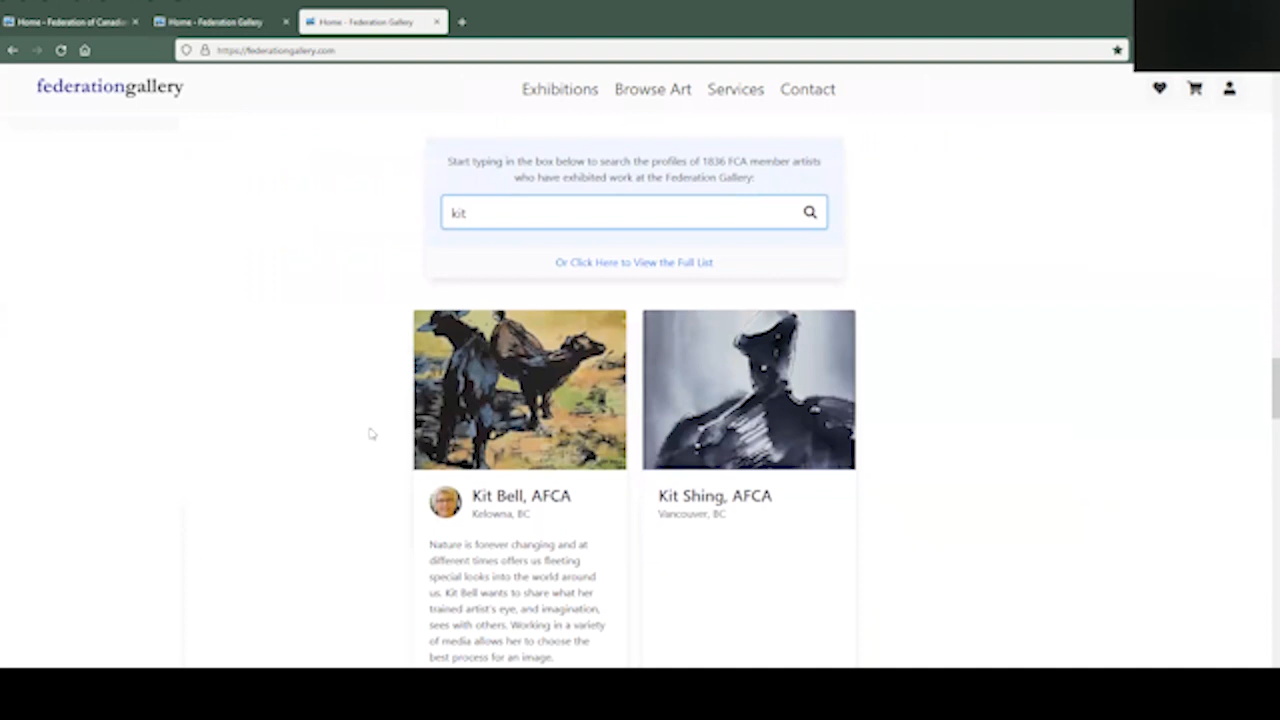 Home - Federation of Canadi
Home - Federation Gallery
Home - Federation Gallery
https://federationgallery.com
federationgallery
Exhibitions
Browse Art
Services
Contact
Start typing in the box below to search the profiles of 1836 FCA member artists
who have exhibited work at the Federation Gallery:
kit
Or Click Here to View the Full List
Kit Bell, AFCA
Kelowna, BC
Nature is forever changing and at
different times offers us fleeting
special looks into the world around
us. Kit Bell wants to share what her
trained artist's eye, and imagination,
sees with others. Working in a variety
of media allows her to choose the
best process for an image.
Kit Shing, AFCA
Vancouver, BC